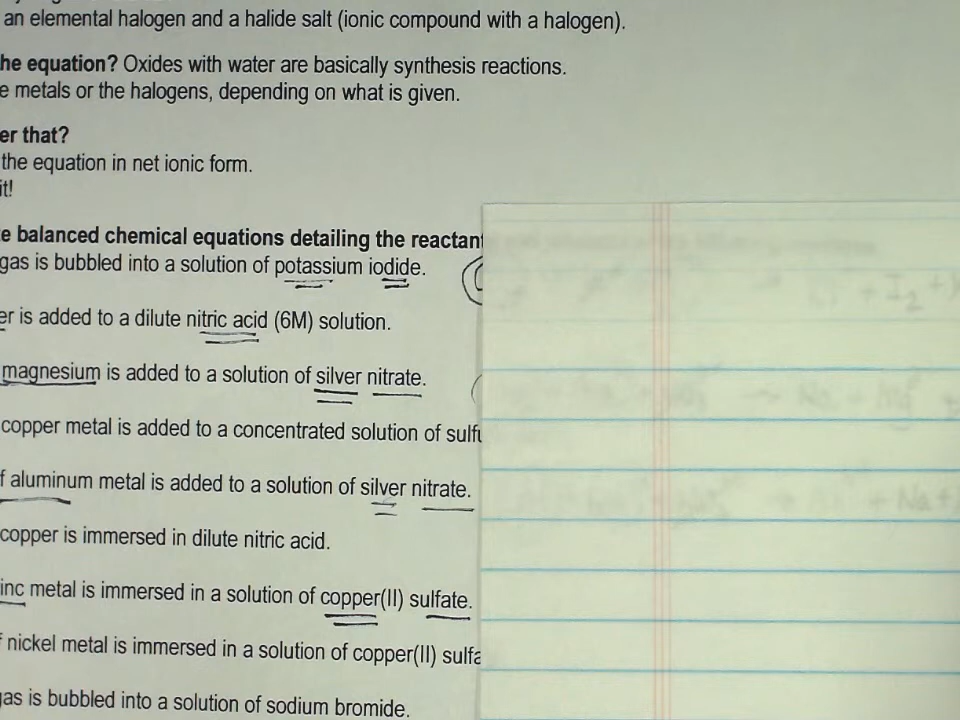 an elemental halogen and a halide salt (ionic compound with a halogen).
he equation? Oxides with water are basically synthesis reactions.
e metals or the halogens, depending on what is given.
er that?
the equation in net ionic form.
it!
e balanced chemical equations detailing the reactan
gas is bubbled into a solution of potassium iodide.
er is added to a dilute nitric acid (6M) solution.
magnesium is added to a solution of silver nitrate.
copper metal is added to a concentrated solution of sulfu
f aluminum metal is added to a solution of silver nitrate.
copper is immersed in dilute nitric acid.
inc metal is immersed in a solution of copper(II) sulfate.
f nickel metal is immersed in a solution of copper(II) sulfa
gas is bubbled into a solution of sodium bromide.
+ I2 +